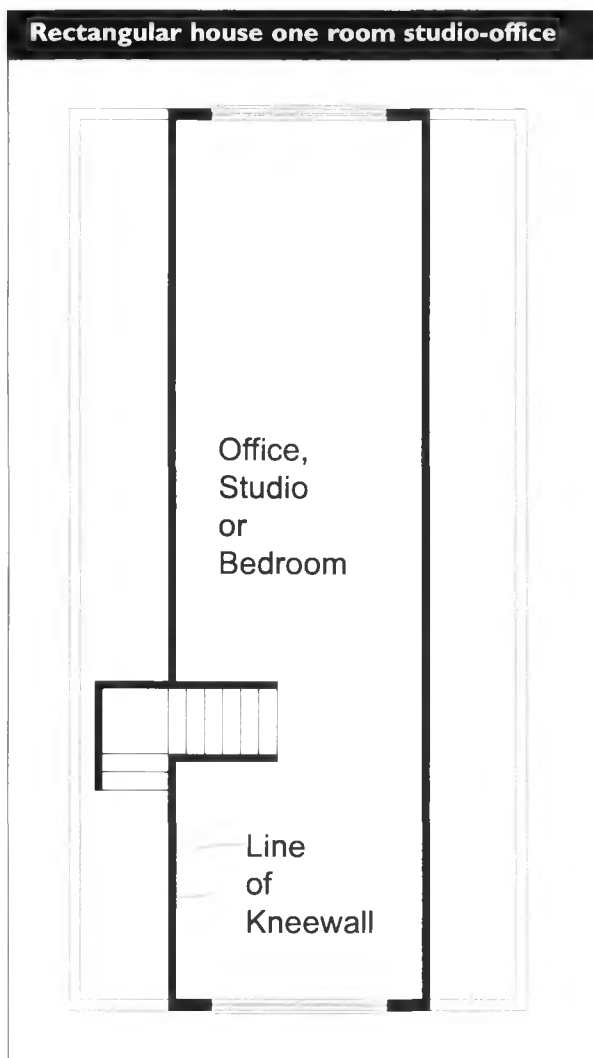 Rectangular house one room studio-office
Office,
Studio
or
Bedroom
Line
of
Kneewall